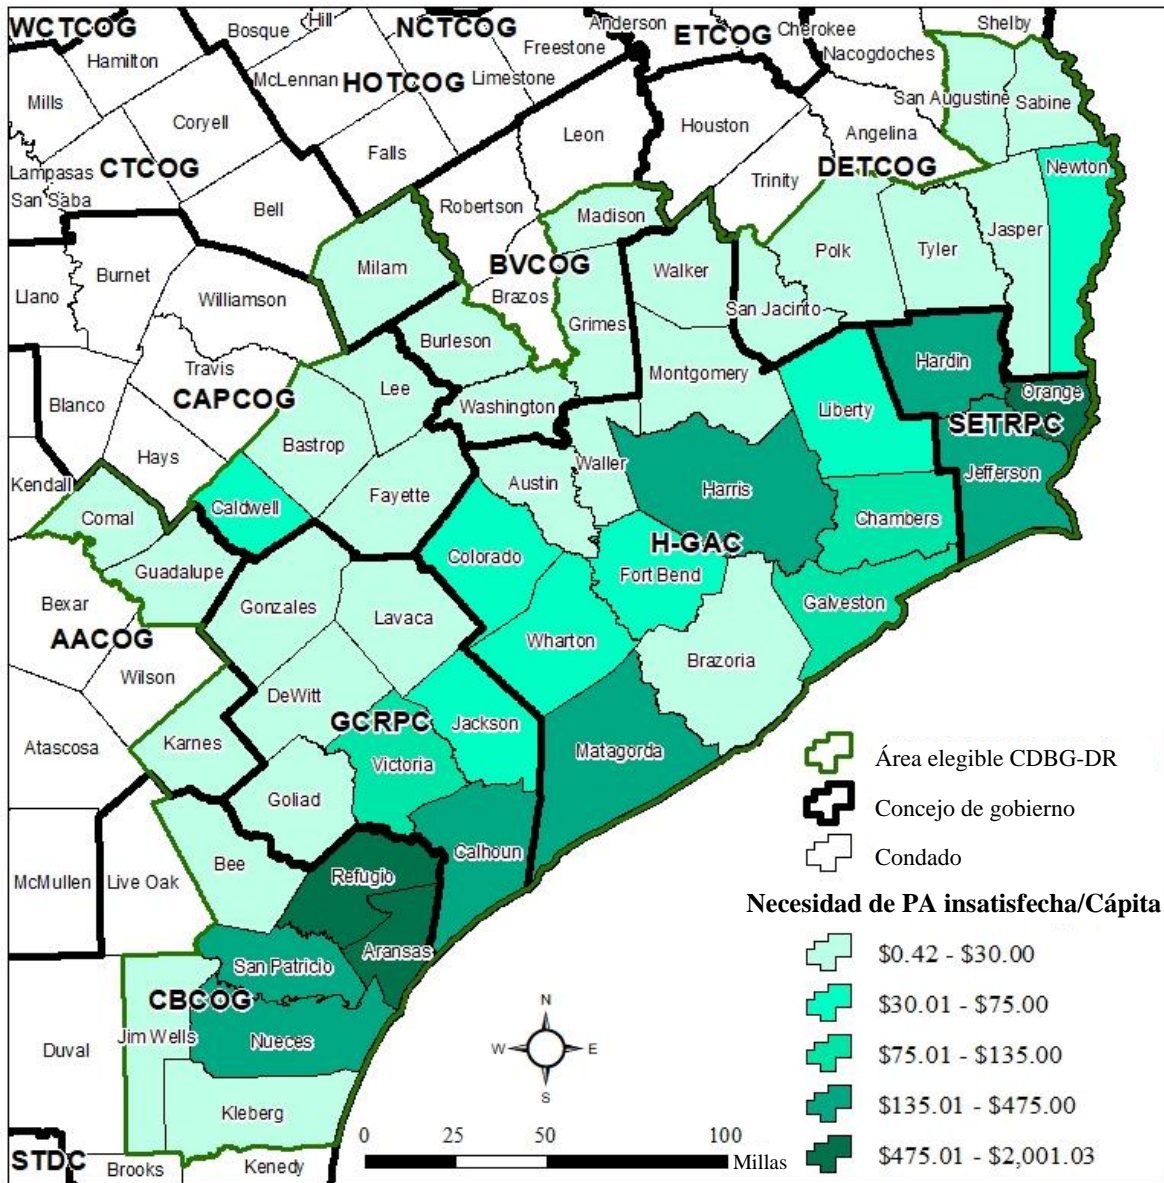 WCTCOG
Bosque
Hill
NCTCOG
Anderson
ETCOG
Cherokee
Shelby
Hamilton
McLennan
HOTCOG
Limestone
Freestone
Nacogdoches
Mills
Coryell
Leon
Houston
San Augustine
Sabine
Angelina
Lampasas
CTCOG
Falls
DETCOG
Newton
San Saba
Bell
Robertson
Madison
Trinity
Jasper
Burnet
Milam
BVCOG
Walker
Polk
Tyler
Llano
Williamson
Brazos
Grimes
San Jacinto
Burleson
Travis
Montgomery
Hardin
Blanco
CAPCOG
Lee
Washington
Liberty
Orange
SETRPC
Hays
Bastrop
Waller
Jefferson
Kendall
Caldwell
Fayette
Austin
Harris
Comal
Chambers
Colorado
H-GAC
Guadalupe
Fort Bend
Bexar
Gonzales
Lavaca
Galveston
AACOG
Wharton
Brazoria
Wilson
DeWitt
GCRPC
Jackson
Atascosa
Karnes
Victoria
Matagorda
Goliad
Calhoun
McMullen
Live Oak
Bee
Refugio
Aransas
San Patricio
CBCOG
Duval
Jim Wells
Nueces
Kleberg
STDC
Brooks
Kenedy
N
W
E
S
0
25
50
100
Millas
Área elegible CDBG-DR
Concejo de gobierno
Condado
Necesidad de PA insatisfecha/Cápita
$0.42 - $30.00
$30.01 - $75.00
$75.01 - $135.00
$135.01 - $475.00
$475.01 - $2,001.03